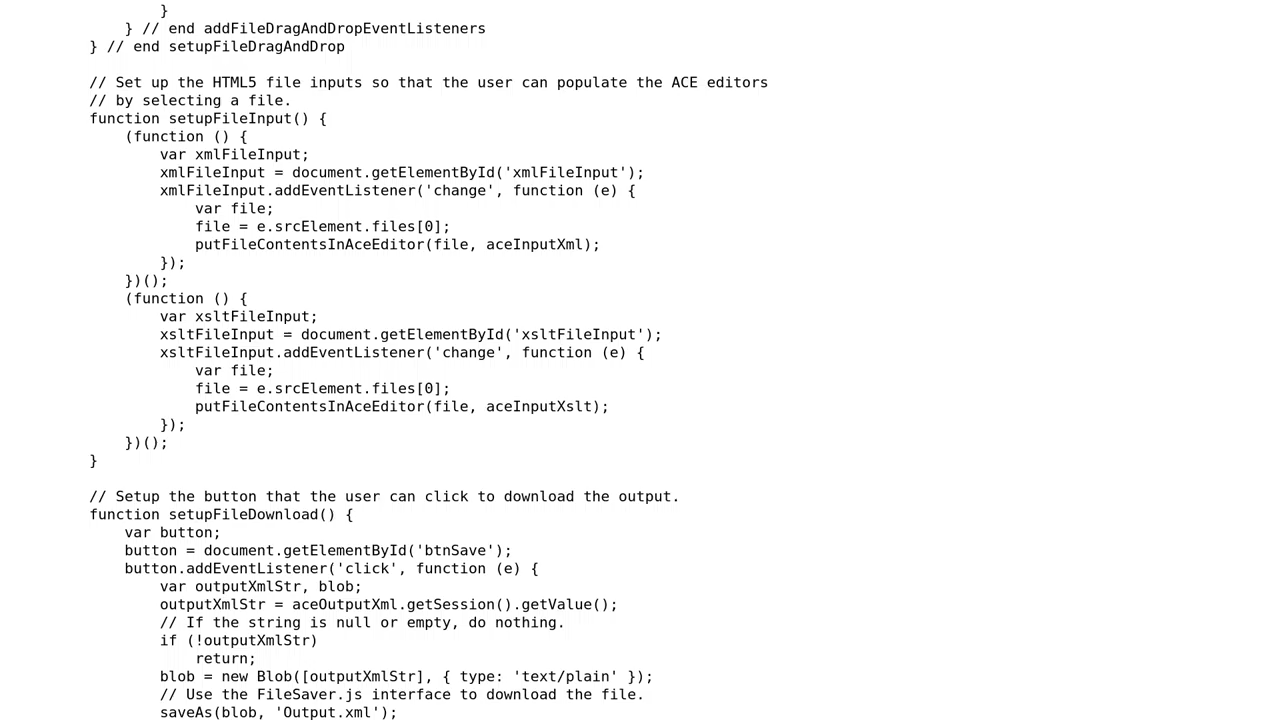 }
    } // end addFileDragAndDropEventListeners
} // end setupFileDragAndDrop

// Set up the HTML5 file inputs so that the user can populate the ACE editors
// by selecting a file.
function setupFileInput() {
    (function () {
        var xmlFileInput;
        xmlFileInput = document.getElementById('xmlFileInput');
        xmlFileInput.addEventListener('change', function (e) {
            var file;
            file = e.srcElement.files[0];
            putFileContentsInAceEditor(file, aceInputXml);
        });
    })();
    (function () {
        var xsltFileInput;
        xsltFileInput = document.getElementById('xsltFileInput');
        xsltFileInput.addEventListener('change', function (e) {
            var file;
            file = e.srcElement.files[0];
            putFileContentsInAceEditor(file, aceInputXslt);
        });
    })();
}

// Setup the button that the user can click to download the output.
function setupFileDownload() {
    var button;
    button = document.getElementById('btnSave');
    button.addEventListener('click', function (e) {
        var outputXmlStr, blob;
        outputXmlStr = aceOutputXml.getSession().getValue();
        // If the string is null or empty, do nothing.
        if (!outputXmlStr)
            return;
        blob = new Blob([outputXmlStr], { type: 'text/plain' });
        // Use the FileSaver.js interface to download the file.
        saveAs(blob, 'Output.xml');